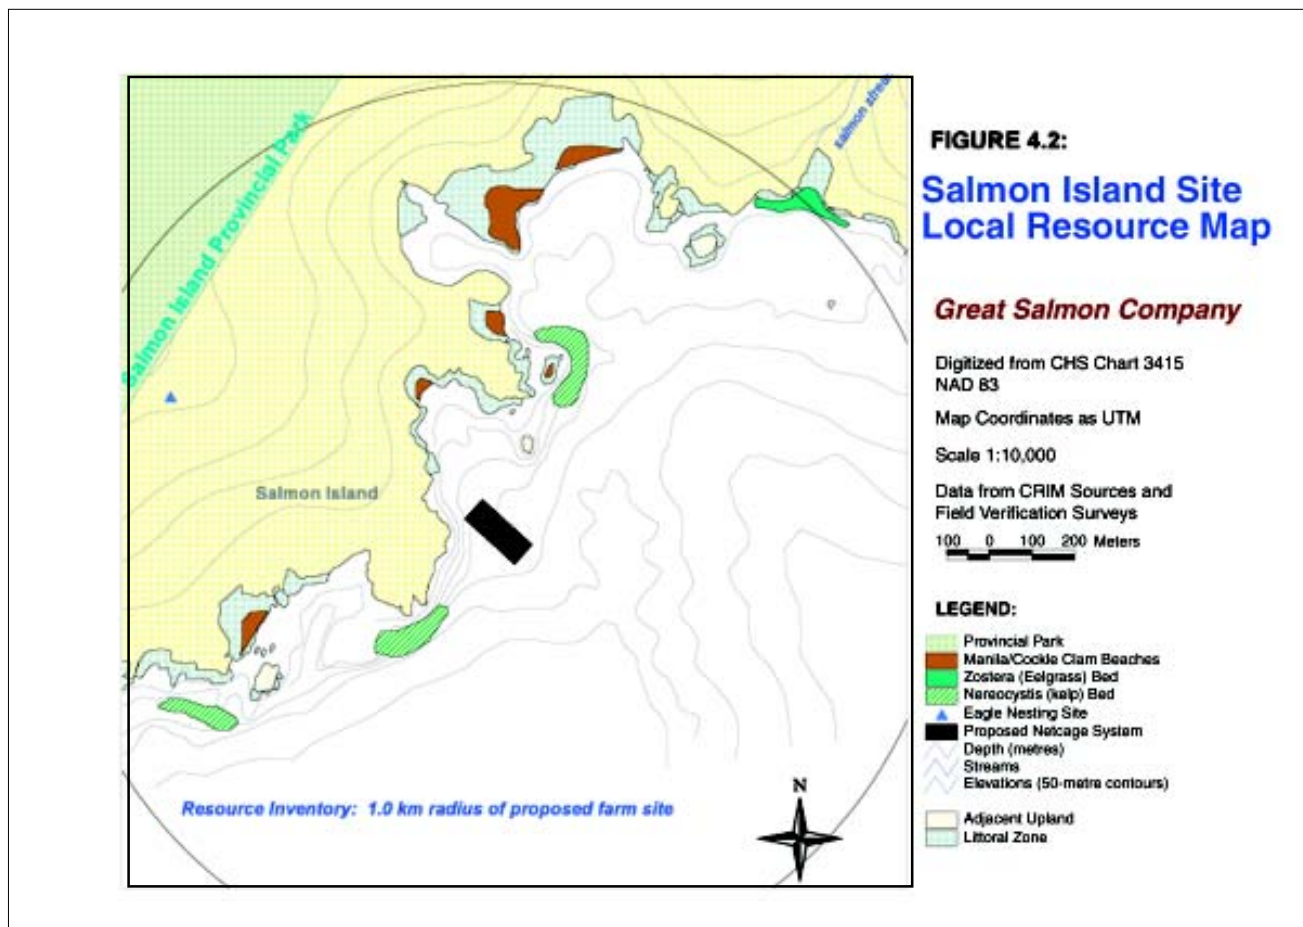 Salmon Island Provincial Park
salmon stream
Salmon Island
Resource Inventory: 1.0 km radius of proposed farm site
N
FIGURE 4.2:
Salmon Island Site
Local Resource Map
Great Salmon Company
Digitized from CHS Chart 3415
NAD 83
Map Coordinates as UTM
Scale 1:10,000
Data from CRIM Sources and
Field Verification Surveys
100 0 100 200 Meters
LEGEND:
Provincial Park
Manila/Cockle Clam Beaches
Zostera (Eelgrass) Bed
Nereocystis (kelp) Bed
Eagle Nesting Site
Proposed Netcage System
Depth (metres)
Streams
Elevations (50-metre contours)
Adjacent Upland
Littoral Zone